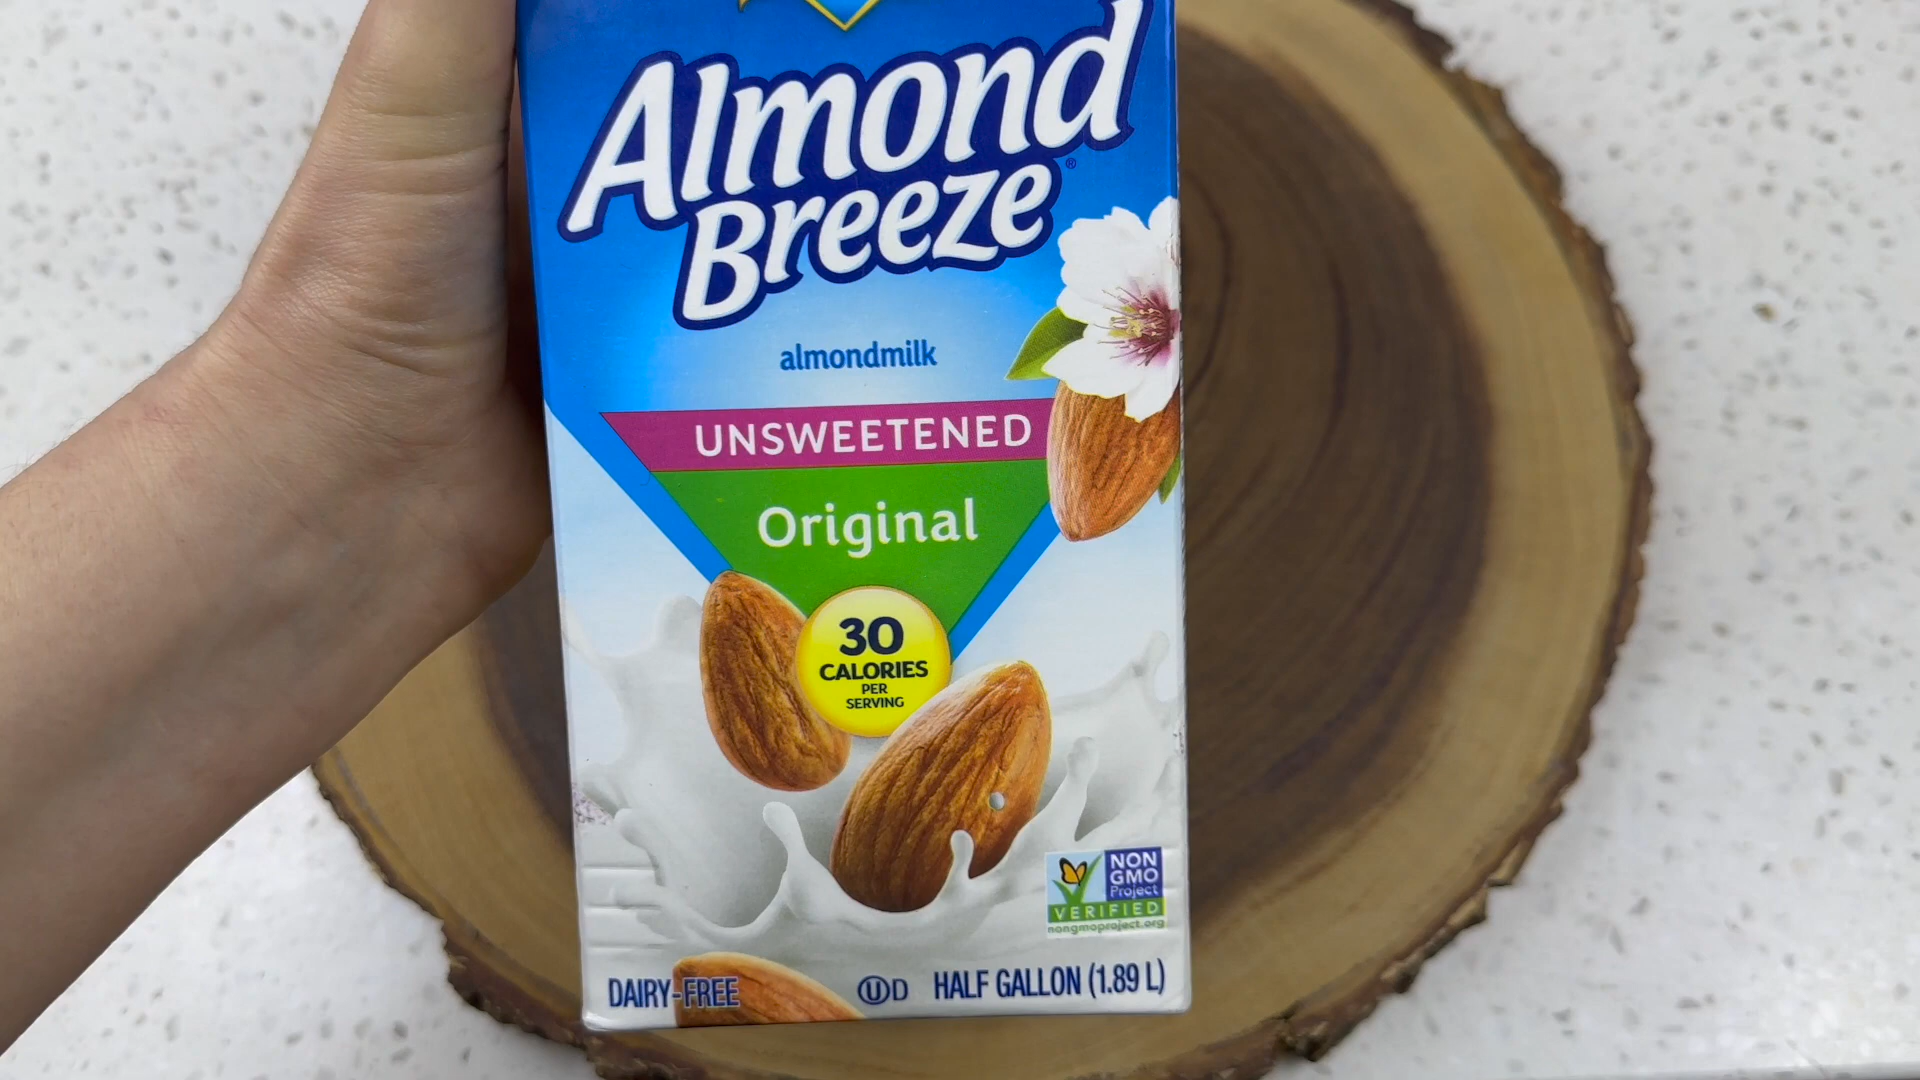 Almond
Breeze®
almondmilk
UNSWEETENED
Original
30
CALORIES
PER
SERVING
NON
GMO
Project
VERIFIED
nongmoproject.org
DAIRY-FREE
ⓊD HALF GALLON (1.89 L)